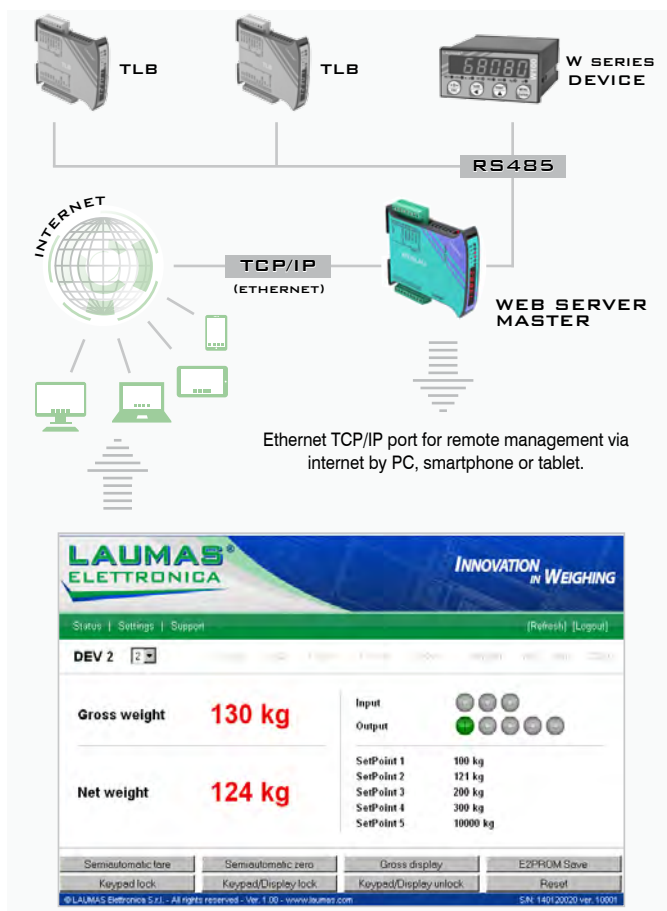 TLB
TLB
W SERIES
DEVICE
68080
RS485
INTERNET
TCP/IP
(ETHERNET)
WEB SERVER
MASTER
Ethernet TCP/IP port for remote management via
internet by PC, smartphone or tablet.
LAUMAS®
ELETTRONICA
INNOVATION
IN WEIGHING
Status | Settings | Support
[Refresh] [Logout]
DEV 2 2
Gross weight 130 kg
Input
Output
Net weight 124 kg
SetPoint 1 100 kg
SetPoint 2 121 kg
SetPoint 3 200 kg
SetPoint 4 300 kg
SetPoint 5 10000 kg
Semiautomatic tare Semiautomatic zero Gross display E2PROM Save
Keypad lock Keypad/Display lock Keypad/Display unlock Reset
© LAUMAS Elettronica S.r.l. - All rights reserved - Ver. 1.00 - www.laumas.com S/N: 140120020 ver. 10001